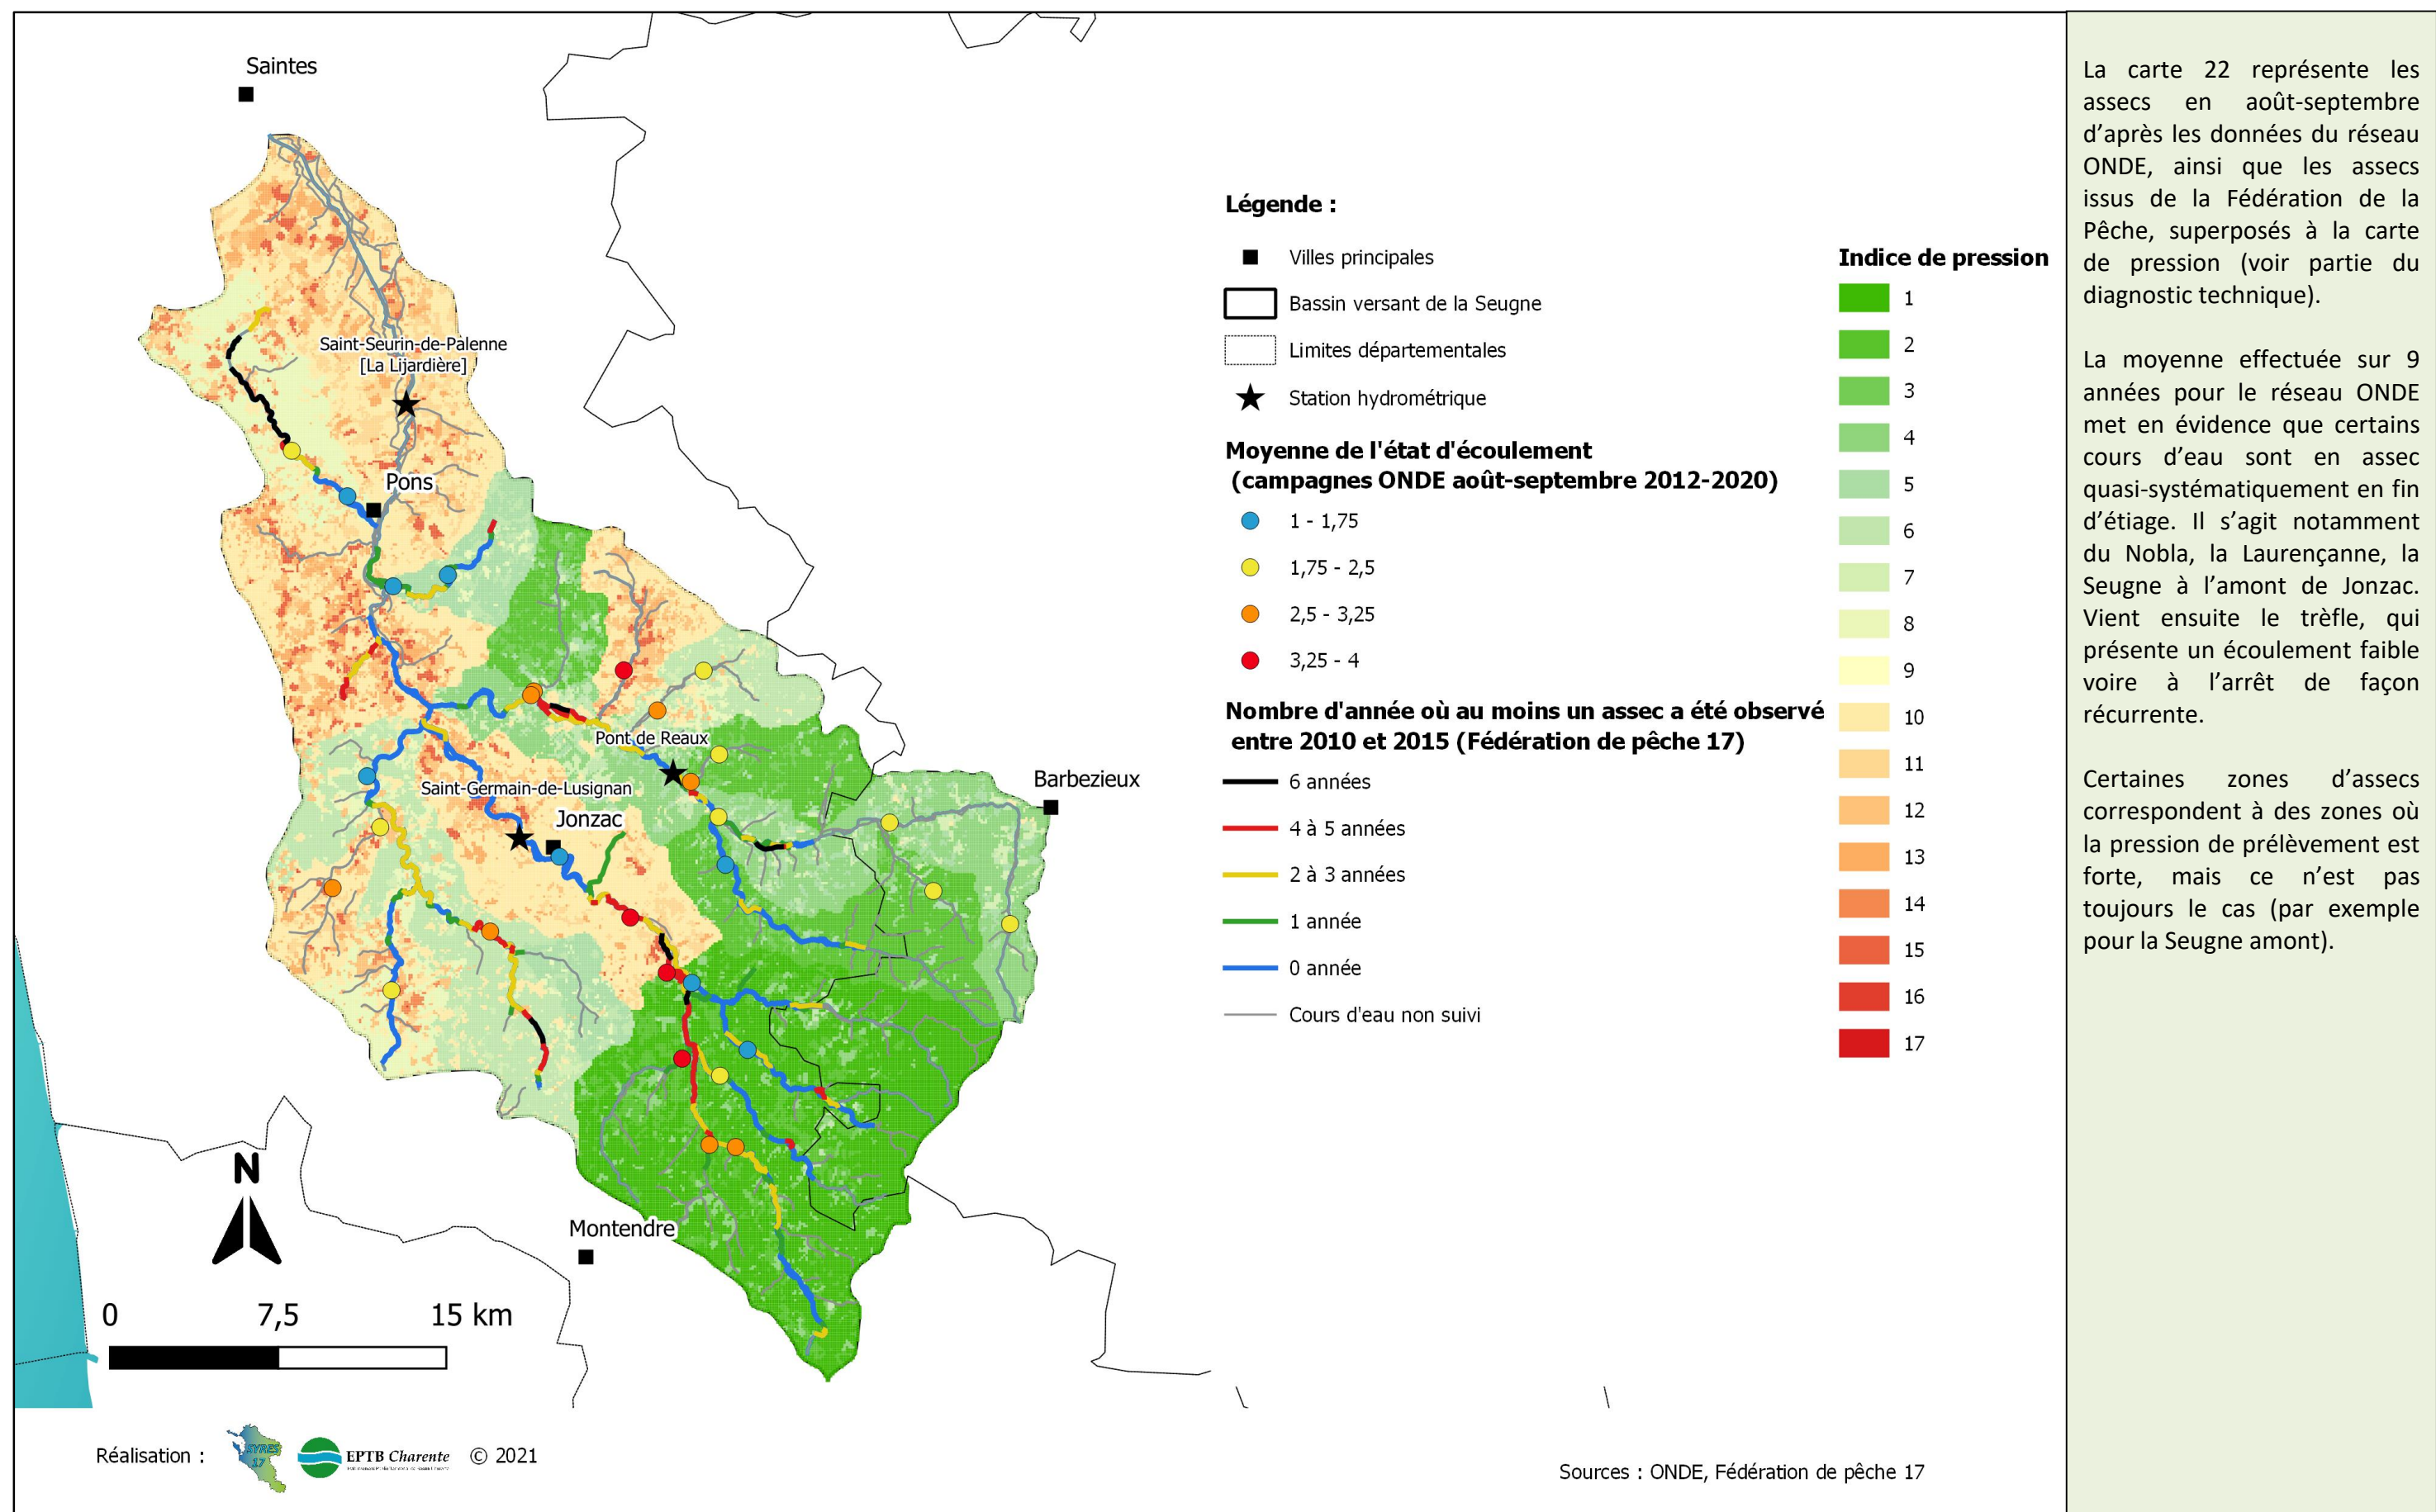 Saintes
Saint-Seurin-de-Palenne
[La Lijardière]
Pons
Pont de Reaux
Saint-Germain-de-Lusignan
Jonzac
Barbezieux
Montendre
N
0 7,5 15 km
Légende :
Villes principales
Bassin versant de la Seugne
Limites départementales
Station hydrométrique
Moyenne de l'état d'écoulement
(campagnes ONDE août-septembre 2012-2020)
1 - 1,75
1,75 - 2,5
2,5 - 3,25
3,25 - 4
Nombre d'année où au moins un assec a été observé
entre 2010 et 2015 (Fédération de pêche 17)
6 années
4 à 5 années
2 à 3 années
1 année
0 année
Cours d'eau non suivi
Indice de pression
1
2
3
4
5
6
7
8
9
10
11
12
13
14
15
16
17
Réalisation :
SYRES
17
EPTB Charente
© 2021
Sources : ONDE, Fédération de pêche 17
La carte 22 représente les
assecs en août-septembre
d'après les données du réseau
ONDE, ainsi que les assecs
issus de la Fédération de la
Pêche, superposés à la carte
de pression (voir partie du
diagnostic technique).
La moyenne effectuée sur 9
années pour le réseau ONDE
met en évidence que certains
cours d'eau sont en assec
quasi-systématiquement en fin
d'étiage. Il s'agit notamment
du Nobla, la Laurençanne, la
Seugne à l'amont de Jonzac.
Vient ensuite le trèfle, qui
présente un écoulement faible
voire à l'arrêt de façon
récurrente.
Certaines zones d'assecs
correspondent à des zones où
la pression de prélèvement est
forte, mais ce n'est pas
toujours le cas (par exemple
pour la Seugne amont).